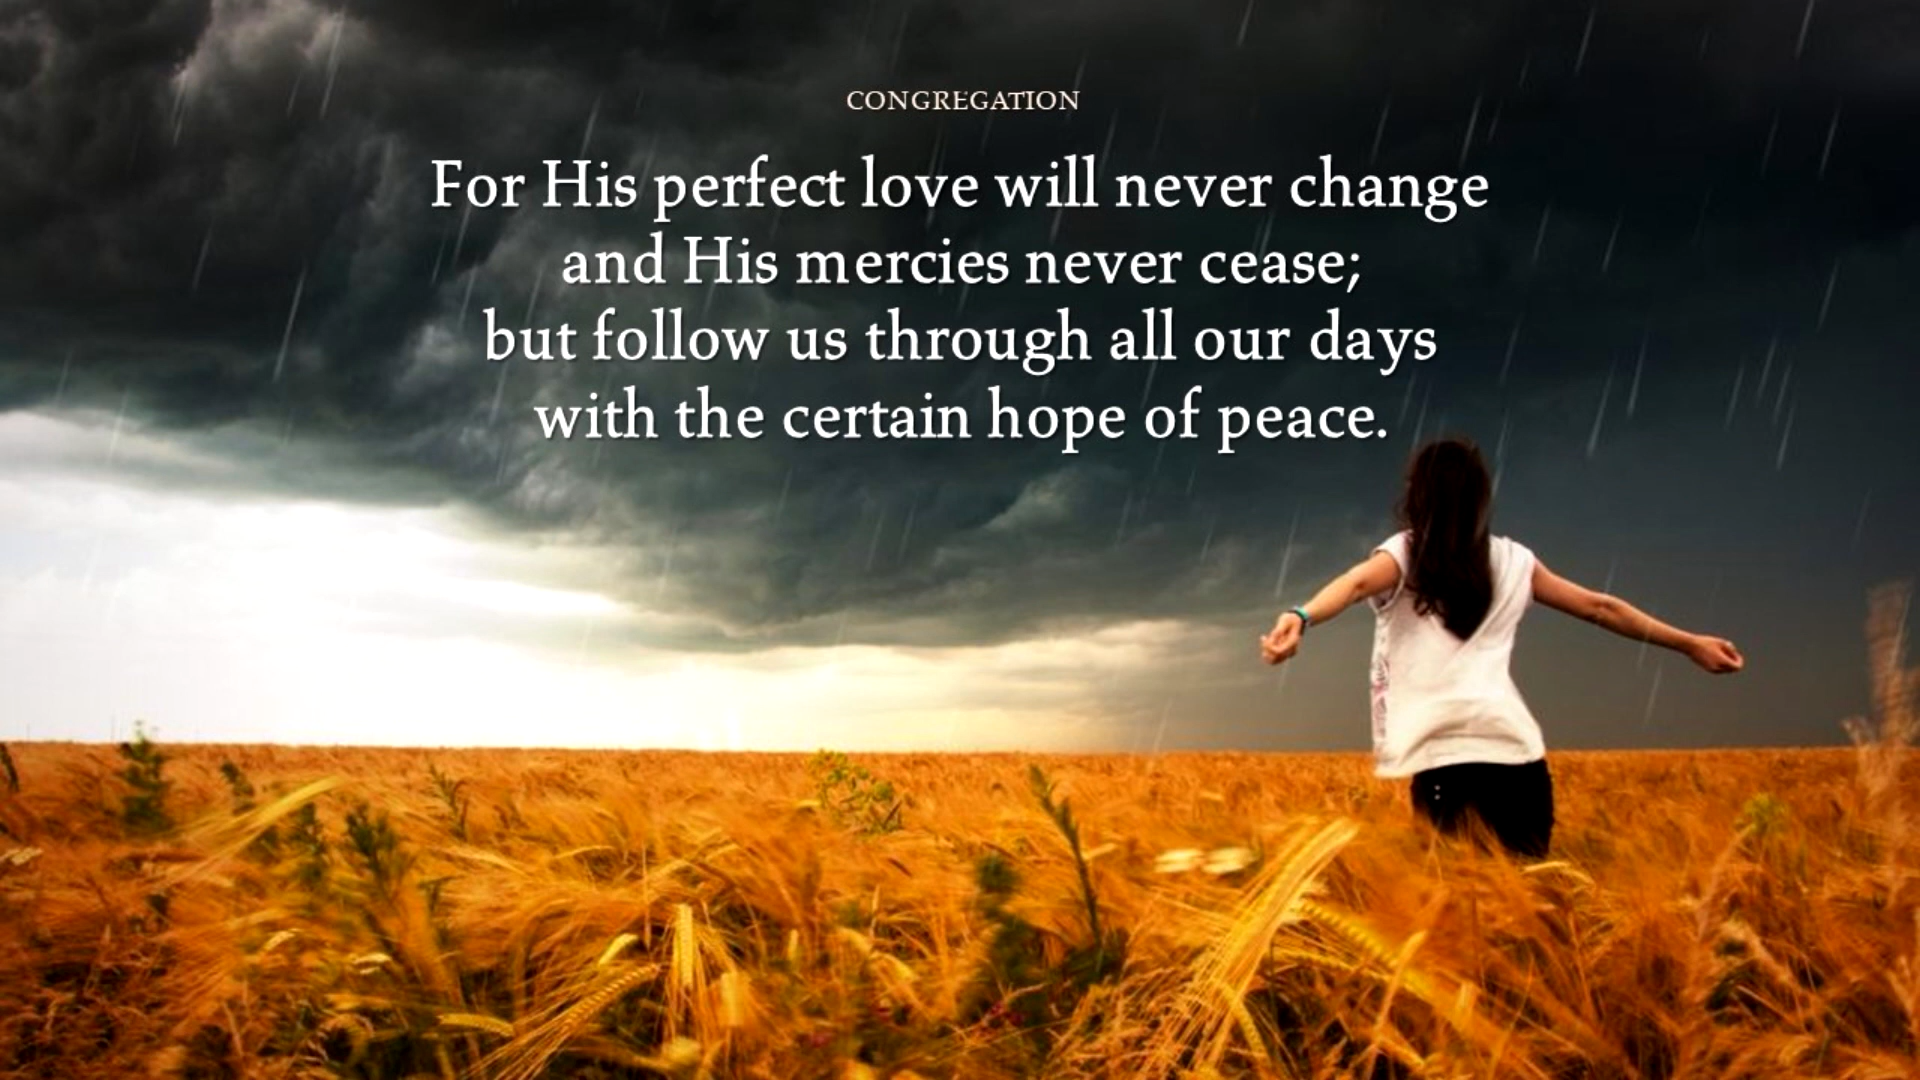 CONGREGATION
For His perfect love will never change
and His mercies never cease;
but follow us through all our days
with the certain hope of peace.